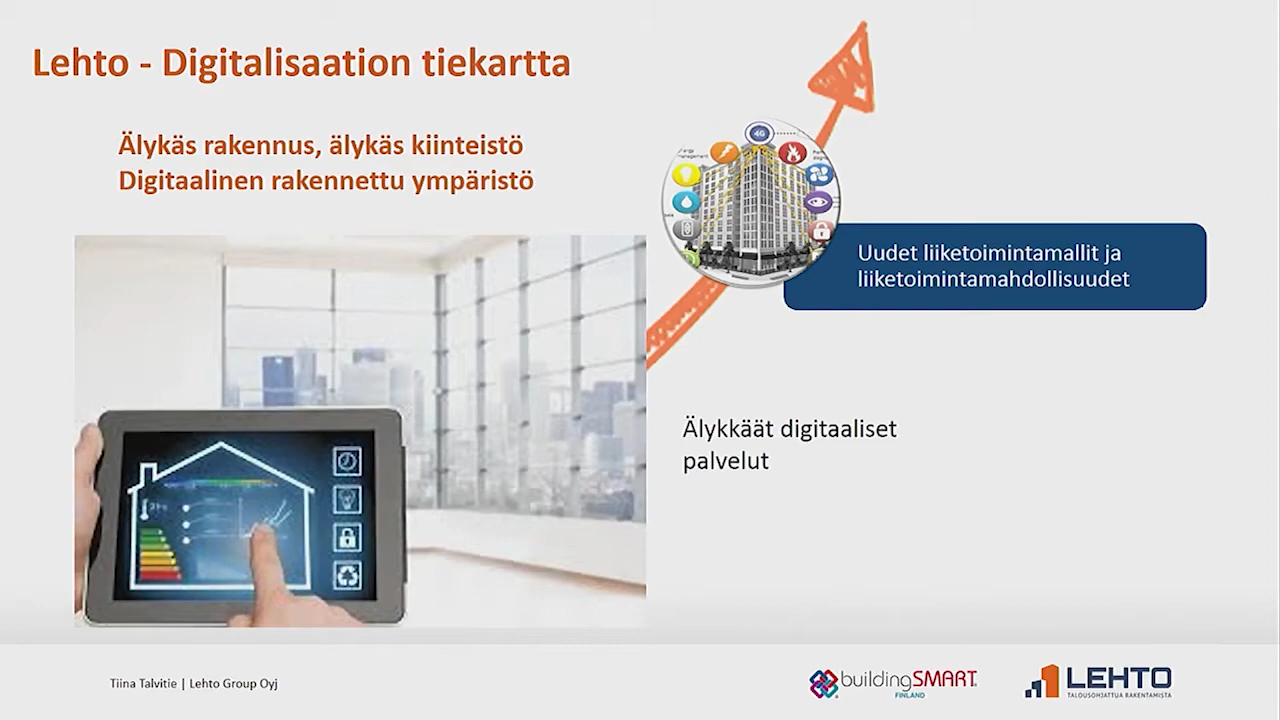 Lehto - Digitalisaation tiekartta
Älykäs rakennus, älykäs kiinteistö
Digitaalinen rakennettu ympäristö
4G
Uudet liiketoimintamallit ja
liiketoimintamahdollisuudet
Älykkäät digitaaliset
palvelut
Tiina Talvitie | Lehto Group Oyj
buildingSMART
FINLAND
LEHTO
TALOUSOHJATTUA RAKENTAMISTA